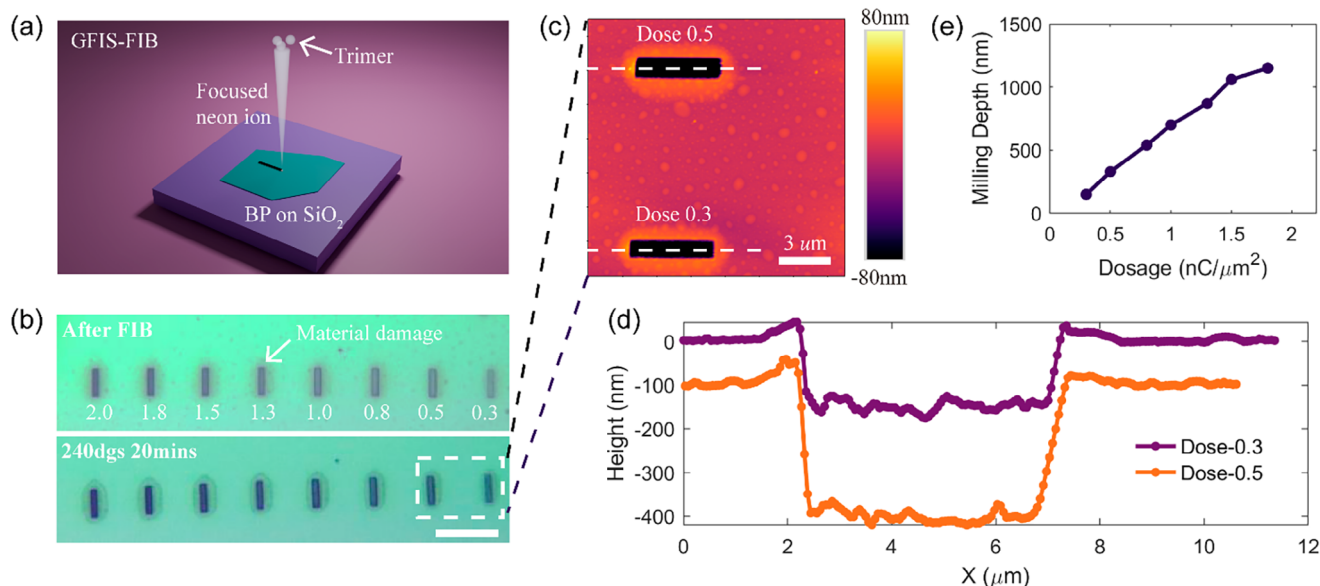 (a)
GFIS-FIB
Trimer
Focused
neon ion
BP on SiO₂
(b)
After FIB
Material damage
2.0 1.8 1.5 1.3 1.0 0.8 0.5 0.3
240dgs 20mins
(c)
Dose 0.5
Dose 0.3
3 um
80nm
-80nm
(d)
Height (nm)
0
-100
-200
-300
-400
Dose-0.3
Dose-0.5
0 2 4 6 8 10 12
X (μm)
(e)
Milling Depth (nm)
1500
1000
500
0
0 0.5 1 1.5 2
Dosage (nC/μm²)